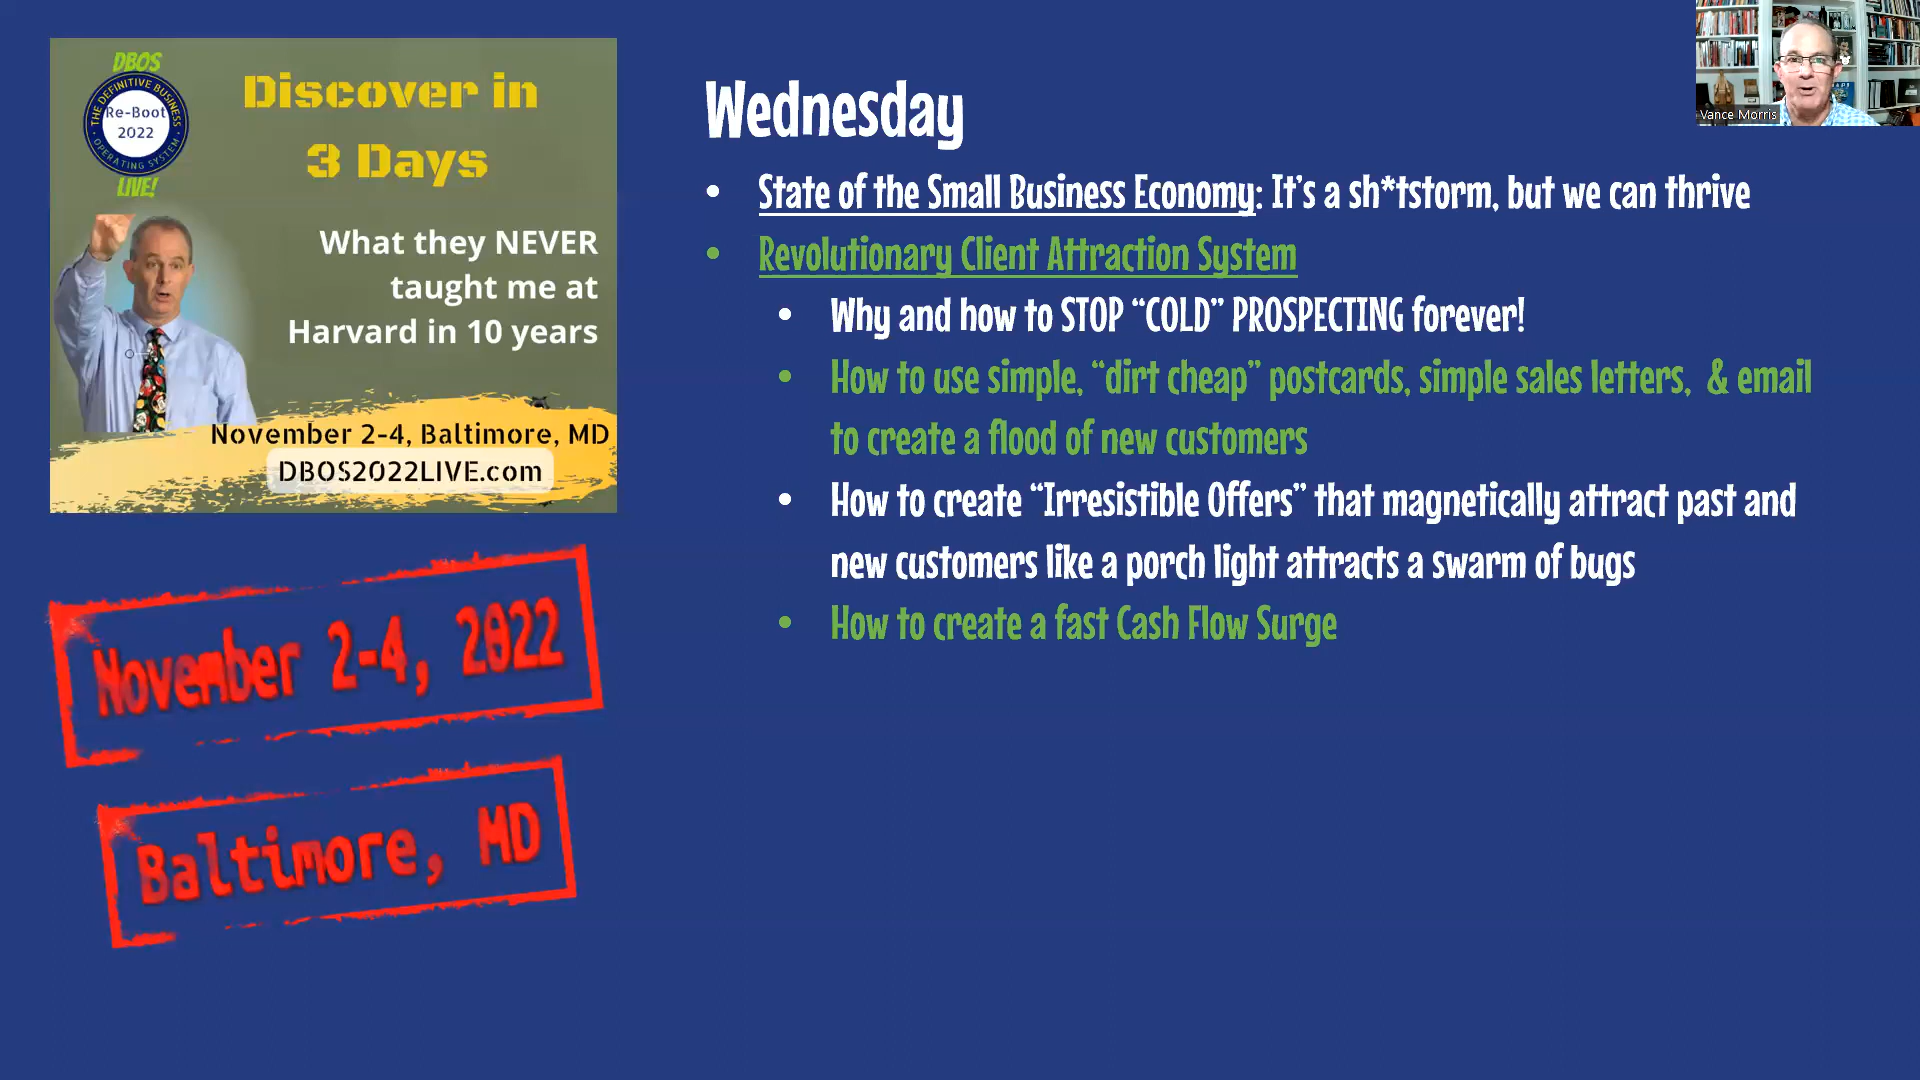 DBOS
THE DEFINITIVE BUSINESS
Re-Boot
2022
OPERATING SYSTEM
LIVE!
Discover in
3 Days
What they NEVER
taught me at
Harvard in 10 years
November 2-4, Baltimore, MD
DBOS2022LIVE.com
November 2-4, 2022
Baltimore, MD
Wednesday
• State of the Small Business Economy: It's a sh*tstorm, but we can thrive
• Revolutionary Client Attraction System
• Why and how to STOP “COLD” PROSPECTING forever!
• How to use simple, “dirt cheap” postcards, simple sales letters, & email
to create a flood of new customers
• How to create “Irresistible Offers” that magnetically attract past and
new customers like a porch light attracts a swarm of bugs
• How to create a fast Cash Flow Surge
Vance Morris